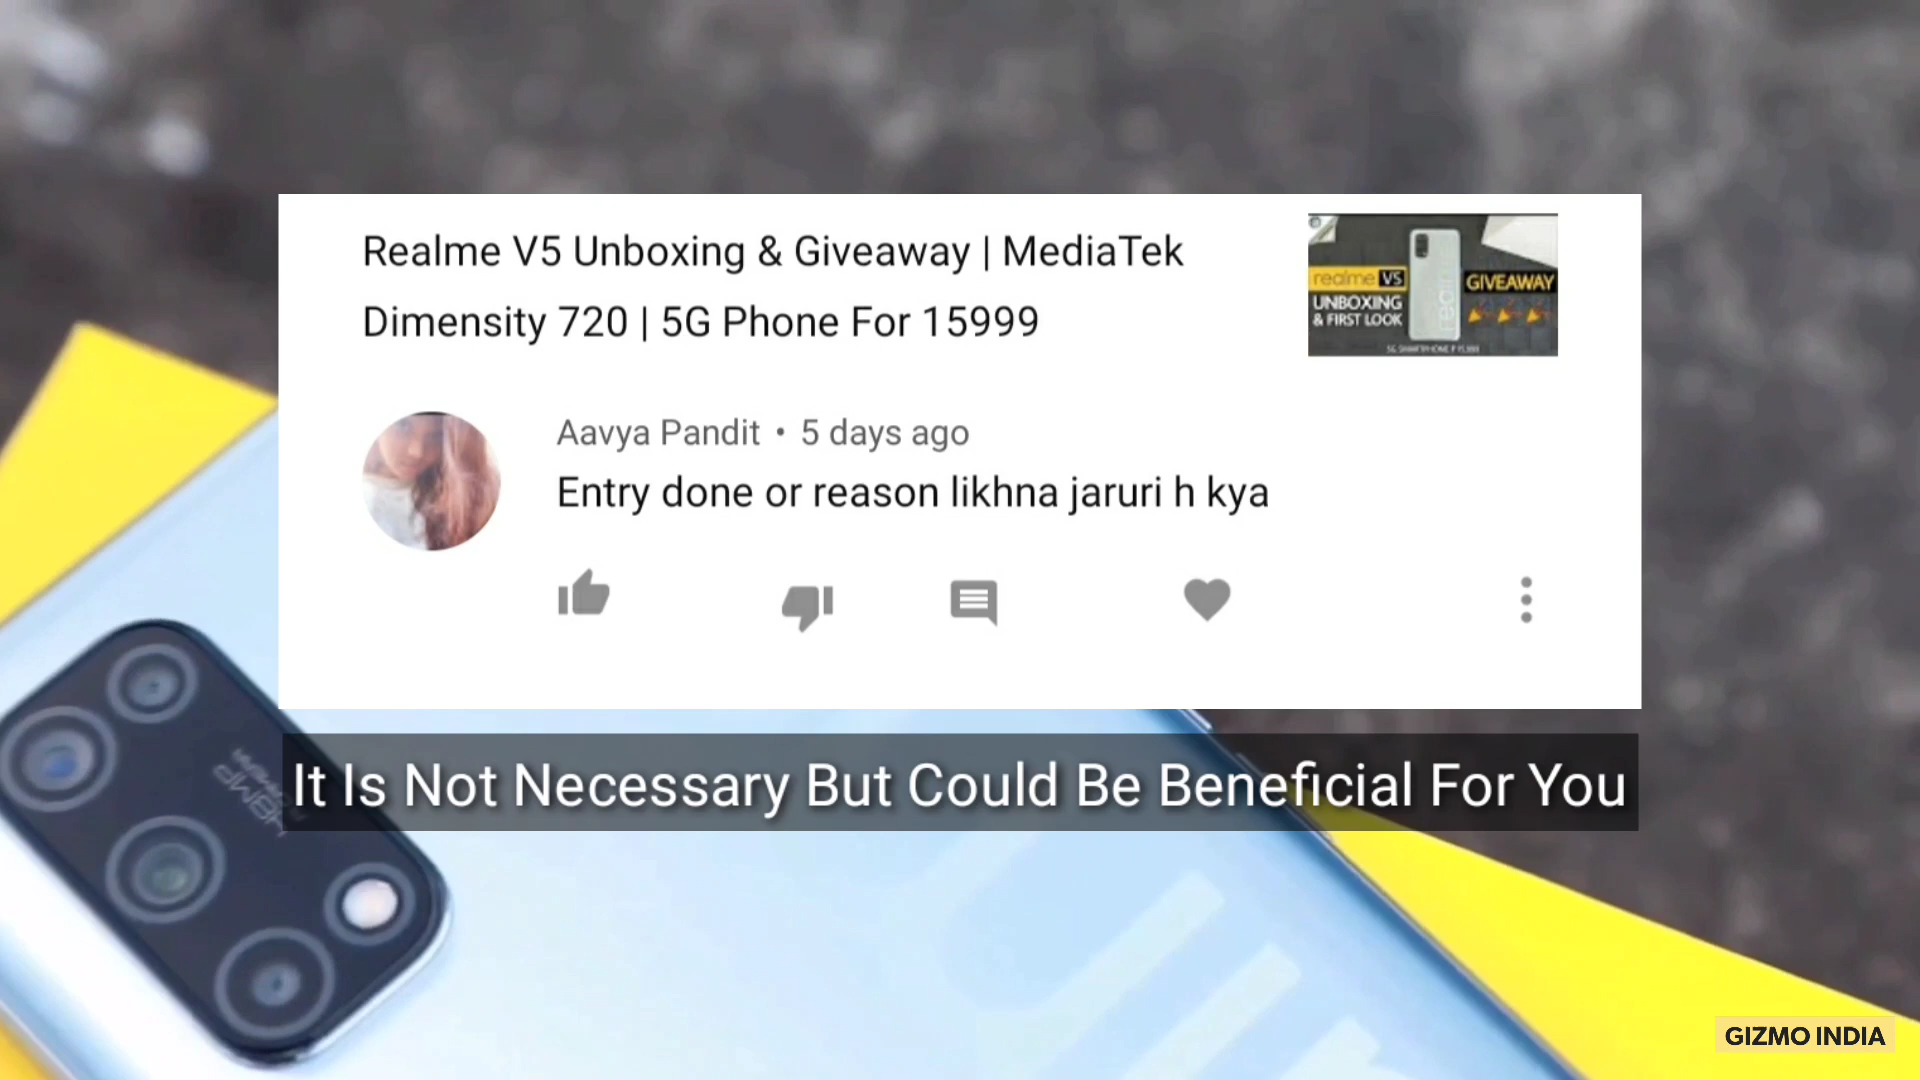 Realme V5 Unboxing & Giveaway | MediaTek
Dimensity 720 | 5G Phone For 15999
realme V5
UNBOXING
& FIRST LOOK
GIVEAWAY
Aavya Pandit • 5 days ago
Entry done or reason likhna jaruri h kya
It Is Not Necessary But Could Be Beneficial For You
48MP
GIZMO INDIA